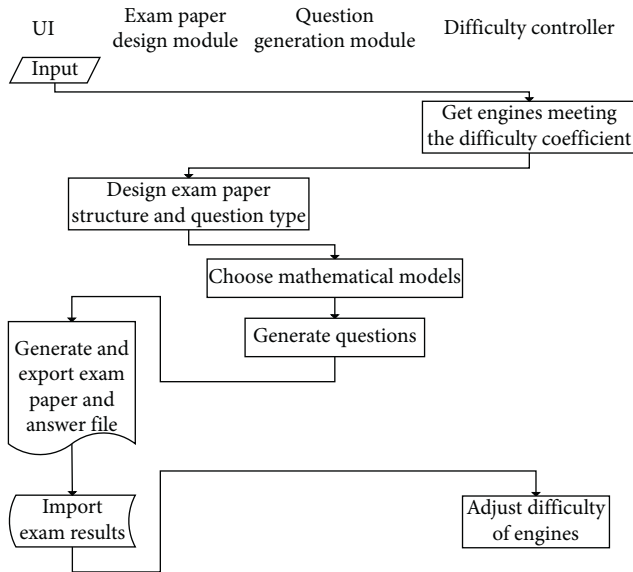 UI
Exam paper
design module
Question
generation module
Difficulty controller
Input
Get engines meeting
the difficulty coefficient
Design exam paper
structure and question type
Choose mathematical models
Generate questions
Generate and
export exam
paper and
answer file
Import
exam results
Adjust difficulty
of engines